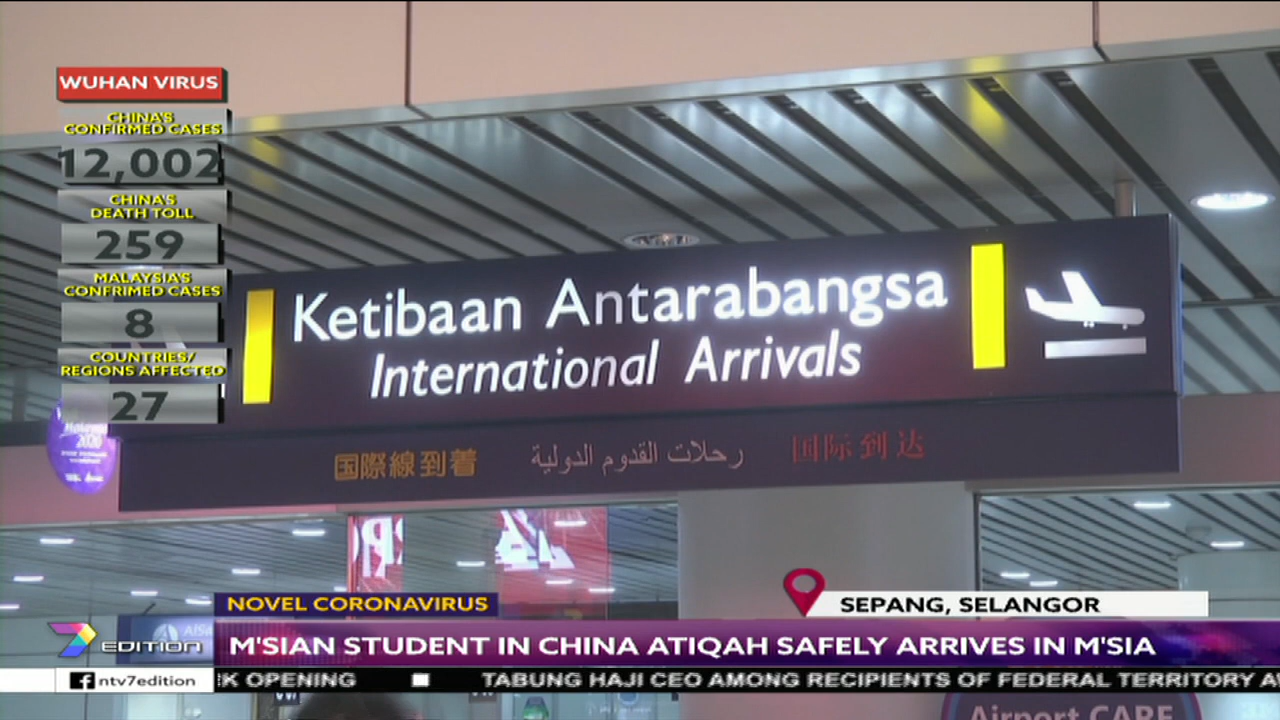 WUHAN VIRUS
CHINA'S
CONFIRMED CASES
12,002
CHINA'S
DEATH TOLL
259
MALAYSIA'S
CONFRIMED CASES
8
COUNTRIES/
REGIONS AFFECTED
27
Ketibaan Antarabangsa
International Arrivals
国際線到着 رحلات القدوم الدولية 国际到达
2020
NOVEL CORONAVIRUS
SEPANG, SELANGOR
7 EDITION
M'SIAN STUDENT IN CHINA ATIQAH SAFELY ARRIVES IN M'SIA
ntv7edition
OPENING ■ TABUNG HAJI CEO AMONG RECIPIENTS OF FEDERAL TERRITORY
Airport CARE